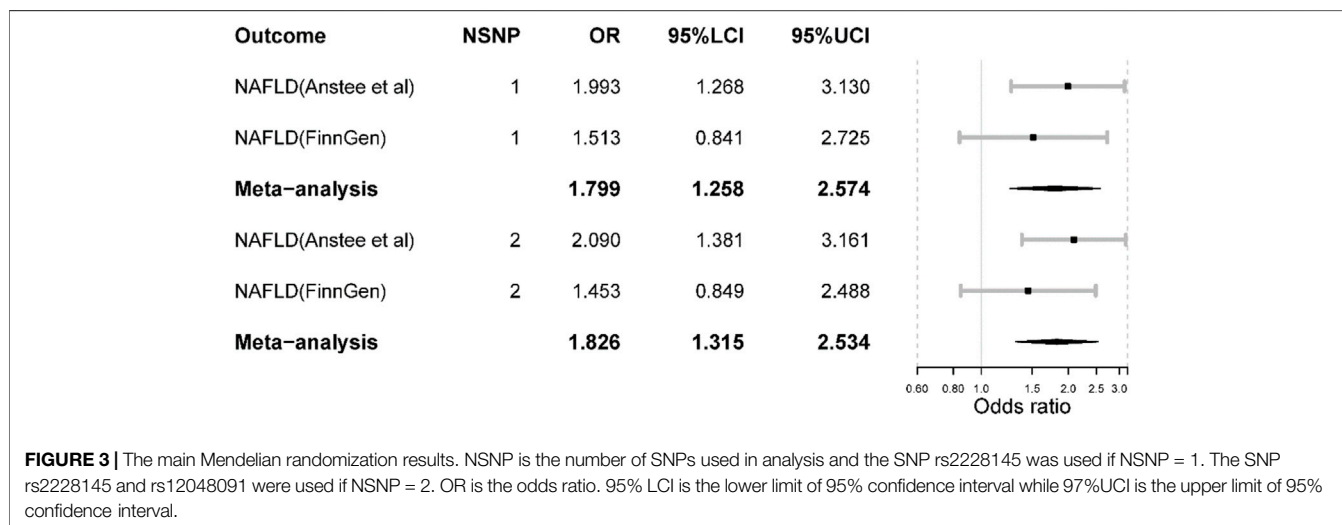 Outcome NSNP OR 95%LCI 95%UCI
NAFLD(Anstee et al) 1 1.993 1.268 3.130
NAFLD(FinnGen) 1 1.513 0.841 2.725
Meta−analysis 1.799 1.258 2.574
NAFLD(Anstee et al) 2 2.090 1.381 3.161
NAFLD(FinnGen) 2 1.453 0.849 2.488
Meta−analysis 1.826 1.315 2.534
0.60 0.80 1.0 1.5 2.0 2.5 3.0
Odds ratio
FIGURE 3 | The main Mendelian randomization results. NSNP is the number of SNPs used in analysis and the SNP rs2228145 was used if NSNP = 1. The SNP
rs2228145 and rs12048091 were used if NSNP = 2. OR is the odds ratio. 95% LCI is the lower limit of 95% confidence interval while 97%UCI is the upper limit of 95%
confidence interval.